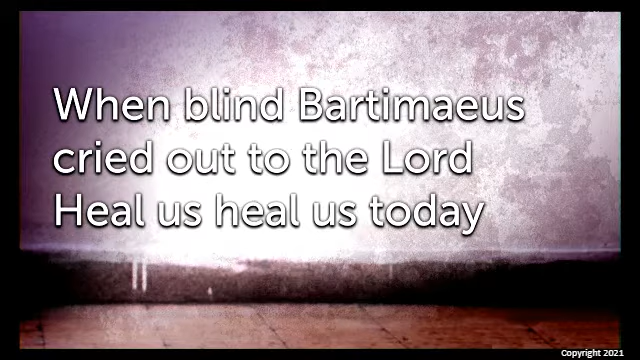 When blind Bartimaeus
cried out to the Lord
Heal us heal us today
Copyright 2021